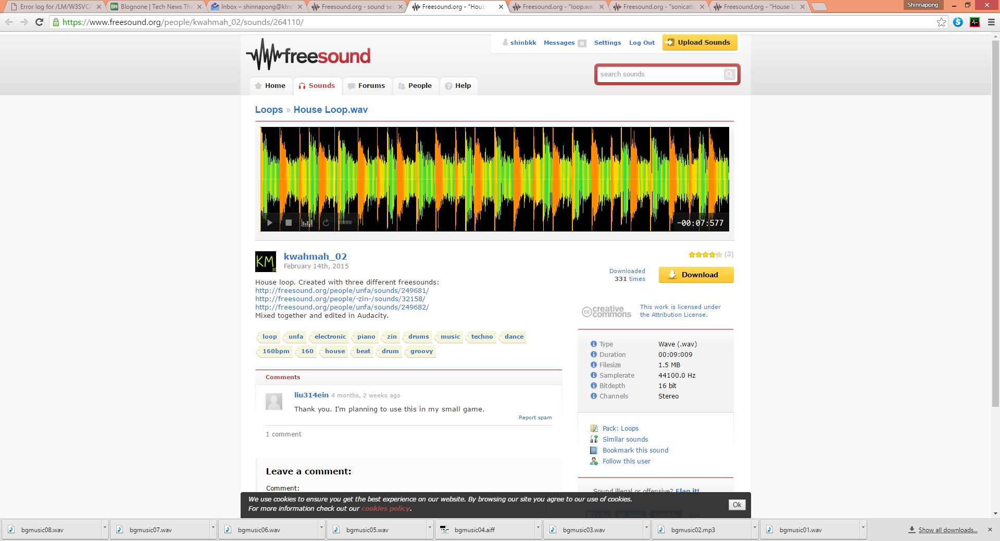 Error log for /LM/W3SVC/
Blognone | Tech News Tha
Inbox – shinnapong@klne
Freesound.org - sound se
Freesound.org - "Hous
Freesound.org - "loop.wa
Freesound.org - "sonicatta
Freesound.org - "House L
Shinnapong
https://www.freesound.org/people/kwahmah_02/sounds/264110/
shinbkk Messages 0 Settings Log Out Upload Sounds
freesound
search sounds
Home Sounds Forums People Help
Loops » House Loop.wav
-00:07:577
KM
kwahmah_02
February 14th, 2015
(3)
Downloaded
331 times
Download
House loop. Created with three different freesounds:
http://freesound.org/people/unfa/sounds/249681/
http://freesound.org/people/-zin-/sounds/32158/
http://freesound.org/people/unfa/sounds/249682/
Mixed together and edited in Audacity.
cc creative commons
This work is licensed under
the Attribution License.
loop unfa electronic piano zin drums music techno dance
160bpm 160 house beat drum groovy
Type Wave (.wav)
Duration 00:09:009
Filesize 1.5 MB
Samplerate 44100.0 Hz
Bitdepth 16 bit
Channels Stereo
Comments
liu314ein 4 months, 2 weeks ago
Thank you. I'm planning to use this in my small game.
Report spam
1 comment
Pack: Loops
Similar sounds
Bookmark this sound
Follow this user
Leave a comment:
Comment:
Sound illegal or offensive? Flag it!
We use cookies to ensure you get the best experience on our website. By browsing our site you agree to our use of cookies.
For more information check out our cookies policy.
Ok
bgmusic08.wav
bgmusic07.wav
bgmusic06.wav
bgmusic05.wav
bgmusic04.aiff
bgmusic03.wav
bgmusic02.mp3
bgmusic01.wav
Show all downloads...